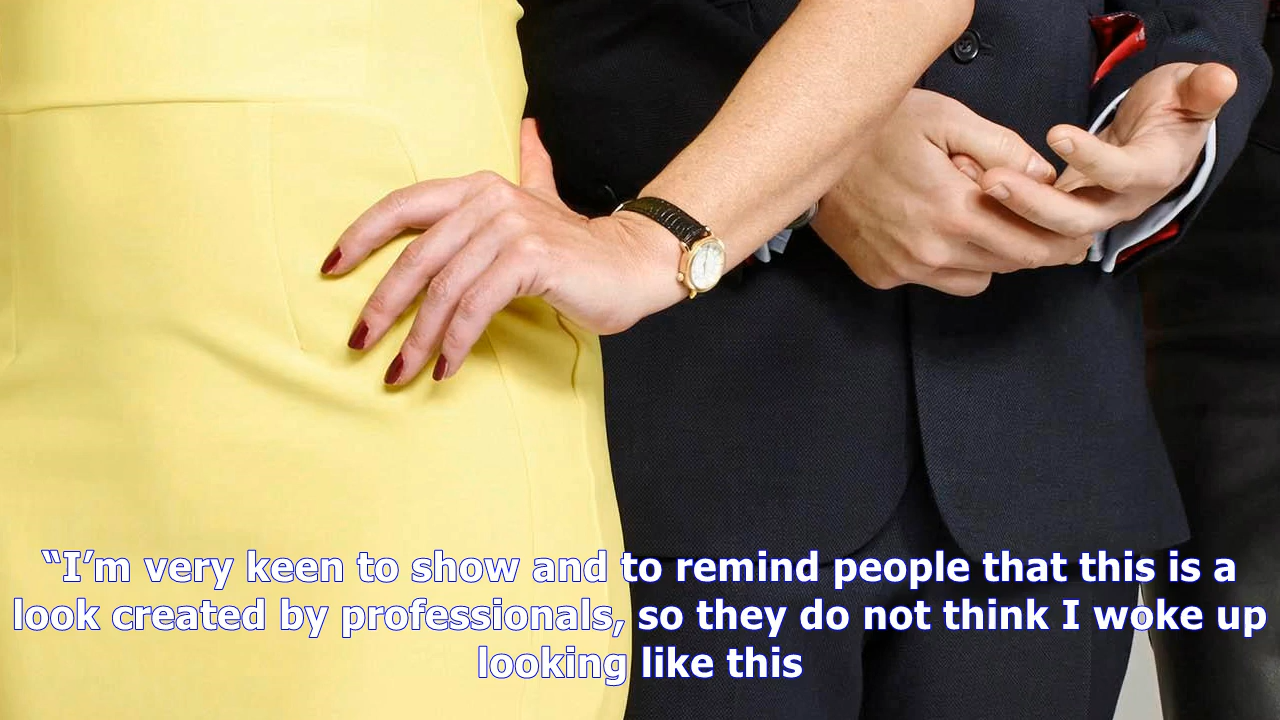 “I’m very keen to show and to remind people that this is a
look created by professionals, so they do not think I woke up
looking like this